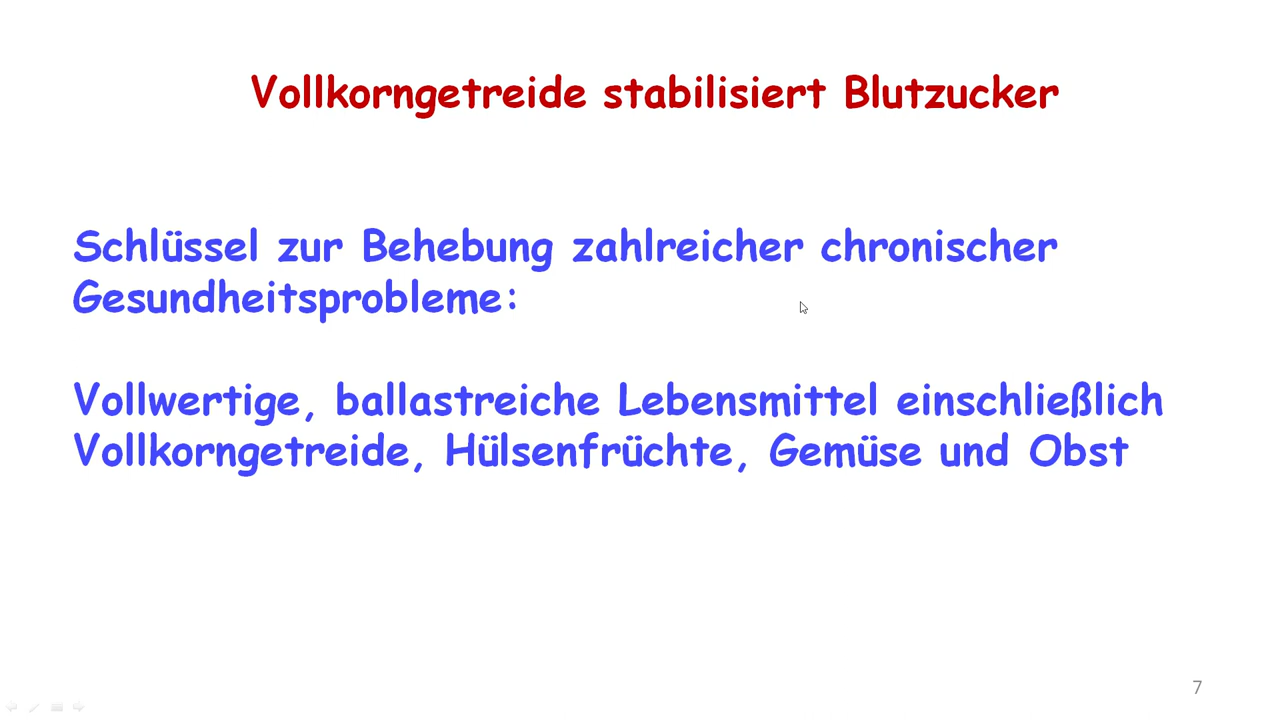 Vollkorngetreide stabilisiert Blutzucker
Schlüssel zur Behebung zahlreicher chronischer
Gesundheitsprobleme:
Vollwertige, ballastreiche Lebensmittel einschließlich
Vollkorngetreide, Hülsenfrüchte, Gemüse und Obst
7